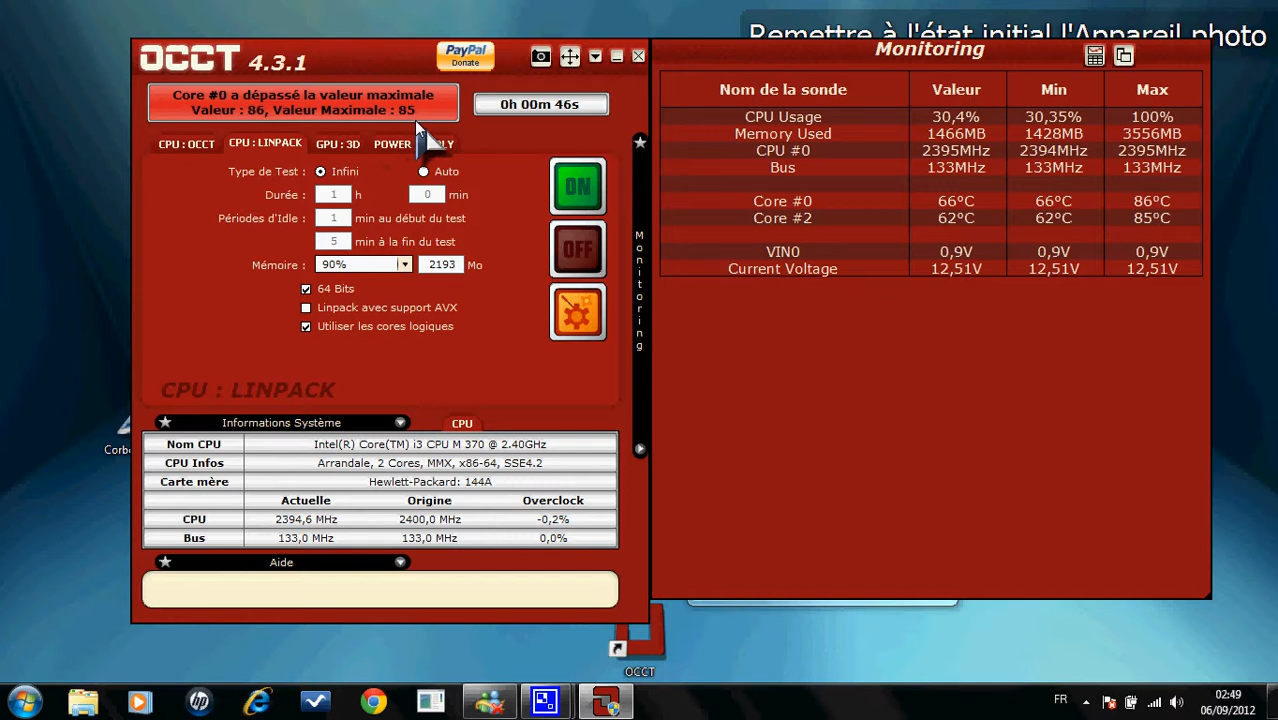 Remettre à l'état initial l'Appareil photo
OCCT 4.3.1
PayPal
Donate
Core #0 a dépassé la valeur maximale
Valeur : 86, Valeur Maximale : 85
0h 00m 46s
CPU : OCCT CPU : LINPACK GPU : 3D POWER
Type de Test : Infini Auto
Durée : 1 h 0 min
Périodes d'Idle : 1 min au début du test
5 min à la fin du test
Mémoire : 90% 2193 Mo
64 Bits
Linpack avec support AVX
Utiliser les cores logiques
ON
OFF
CPU : LINPACK
Informations Système CPU
Nom CPU Intel(R) Core(TM) i3 CPU M 370 @ 2.40GHz
CPU Infos Arrandale, 2 Cores, MMX, x86-64, SSE4.2
Carte mère Hewlett-Packard: 144A
Actuelle Origine Overclock
CPU 2394,6 MHz 2400,0 MHz -0,2%
Bus 133,0 MHz 133,0 MHz 0,0%
Aide
Monitoring
Monitoring
Nom de la sonde Valeur Min Max
CPU Usage 30,4% 30,35% 100%
Memory Used 1466MB 1428MB 3556MB
CPU #0 2395MHz 2394MHz 2395MHz
Bus 133MHz 133MHz 133MHz
Core #0 66ºC 66ºC 86ºC
Core #2 62ºC 62ºC 85ºC
VIN0 0,9V 0,9V 0,9V
Current Voltage 12,51V 12,51V 12,51V
OCCT
hp
FR
02:49
06/09/2012